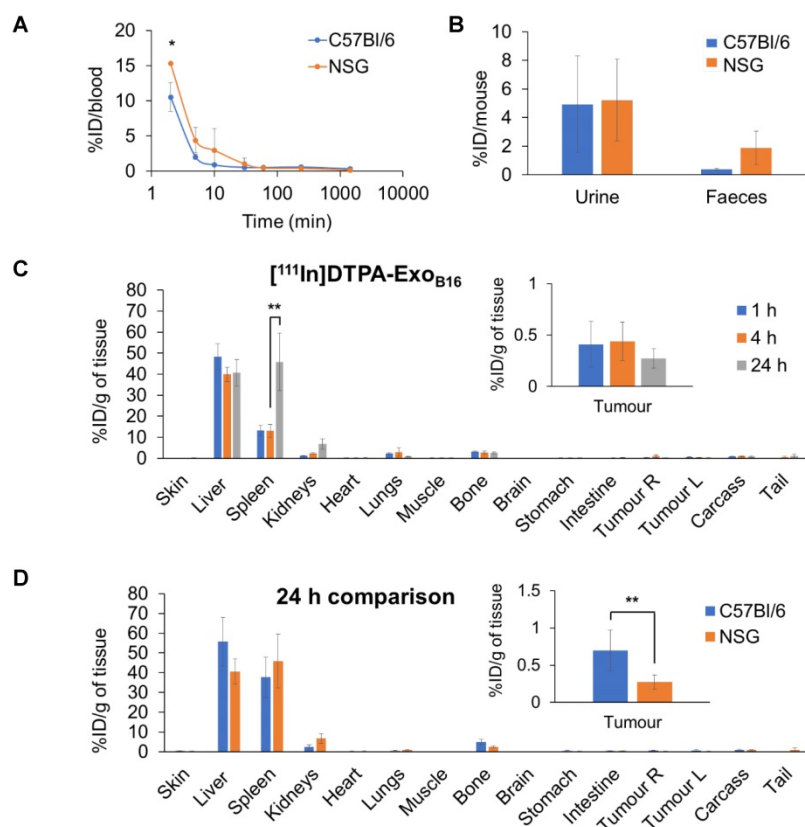 A
*
C57Bl/6
NSG
%ID/blood
20
15
10
5
0
1
10
100
1000
10000
Time (min)
B
C57Bl/6
NSG
%ID/mouse
10
8
6
4
2
0
Urine
Faeces
C
[¹¹¹In]DTPA-Exo_B16
%ID/g of tissue
80
70
60
50
40
30
20
10
0
**
Skin
Liver
Spleen
Kidneys
Heart
Lungs
Muscle
Bone
Brain
Stomach
Intestine
Tumour R
Tumour L
Carcass
Tail
%ID/g of tissue
1
0.5
0
Tumour
1 h
4 h
24 h
D
24 h comparison
%ID/g of tissue
80
70
60
50
40
30
20
10
0
Skin
Liver
Spleen
Kidneys
Heart
Lungs
Muscle
Bone
Brain
Stomach
Intestine
Tumour R
Tumour L
Carcass
Tail
%ID/g of tissue
1.5
1
0.5
0
**
Tumour
C57Bl/6
NSG